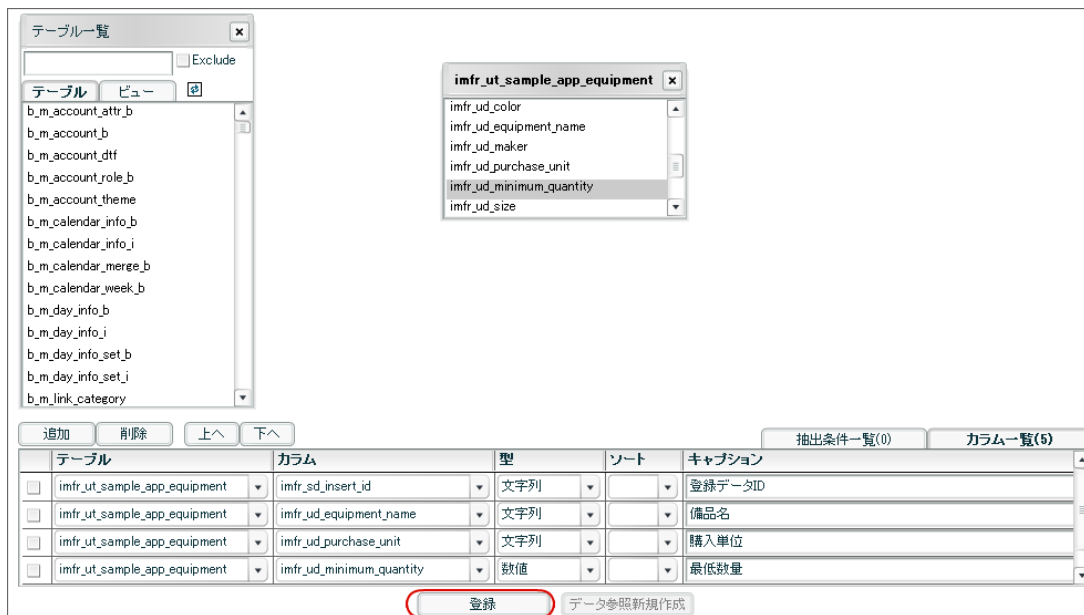 テーブル一覧
Exclude
テーブル ビュー
b_m_account_attr_b
b_m_account_b
b_m_account_dtf
b_m_account_role_b
b_m_account_theme
b_m_calendar_info_b
b_m_calendar_info_i
b_m_calendar_merge_b
b_m_calendar_week_b
b_m_day_info_b
b_m_day_info_i
b_m_day_info_set_b
b_m_day_info_set_i
b_m_link_category
imfr_ut_sample_app_equipment
imfr_ud_color
imfr_ud_equipment_name
imfr_ud_maker
imfr_ud_purchase_unit
imfr_ud_minimum_quantity
imfr_ud_size
追加 削除 上へ 下へ 抽出条件一覧(0) カラム一覧(5)
テーブル カラム 型 ソート キャプション
imfr_ut_sample_app_equipment imfr_sd_insert_id 文字列 登録データID
imfr_ut_sample_app_equipment imfr_ud_equipment_name 文字列 備品名
imfr_ut_sample_app_equipment imfr_ud_purchase_unit 文字列 購入単位
imfr_ut_sample_app_equipment imfr_ud_minimum_quantity 数値 最低数量
登録 データ参照新規作成